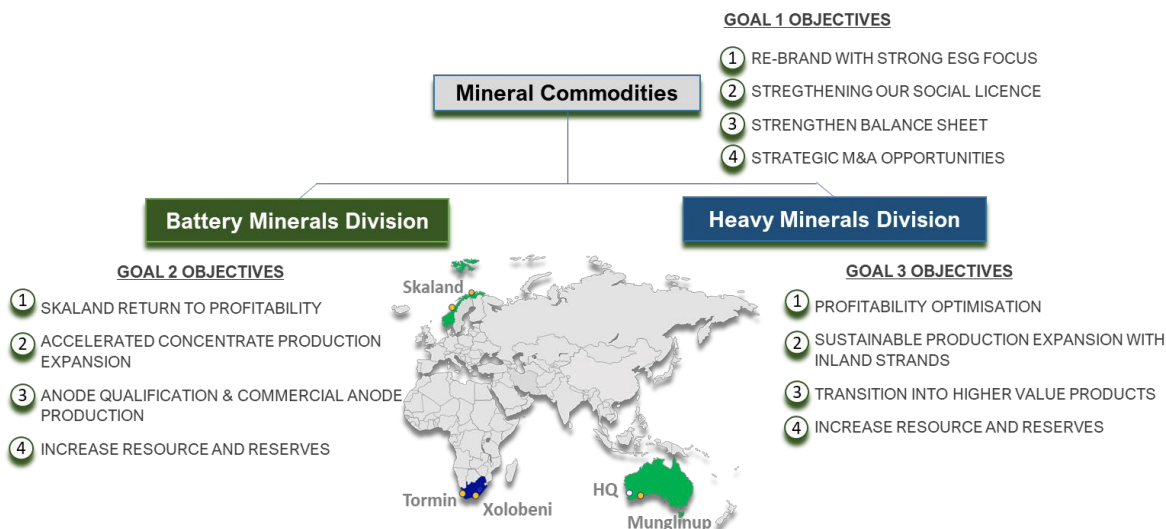 GOAL 1 OBJECTIVES
1 RE-BRAND WITH STRONG ESG FOCUS
2 STREGTHENING OUR SOCIAL LICENCE
3 STRENGTHEN BALANCE SHEET
4 STRATEGIC M&A OPPORTUNITIES
Mineral Commodities
Battery Minerals Division
Heavy Minerals Division
GOAL 2 OBJECTIVES
1 SKALAND RETURN TO PROFITABILITY
2 ACCELERATED CONCENTRATE PRODUCTION
EXPANSION
3 ANODE QUALIFICATION & COMMERCIAL ANODE
PRODUCTION
4 INCREASE RESOURCE AND RESERVES
Skaland
Tormin
Xolobeni
HQ
Munglinup
GOAL 3 OBJECTIVES
1 PROFITABILITY OPTIMISATION
2 SUSTAINABLE PRODUCTION EXPANSION WITH
INLAND STRANDS
3 TRANSITION INTO HIGHER VALUE PRODUCTS
4 INCREASE RESOURCE AND RESERVES